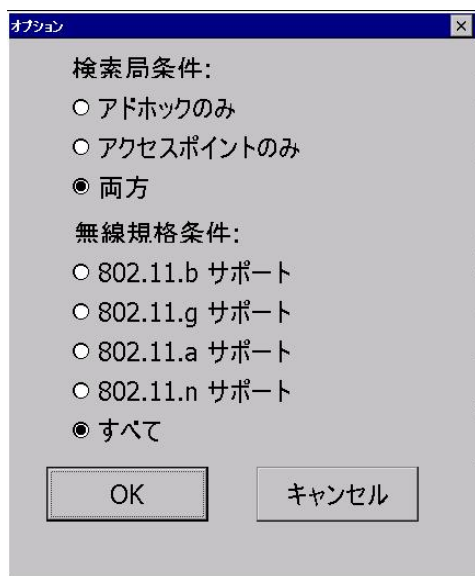 オプション
検索局条件:
アドホックのみ
アクセスポイントのみ
両方
無線規格条件:
802.11.b サポート
802.11.g サポート
802.11.a サポート
802.11.n サポート
すべて
OK
キャンセル